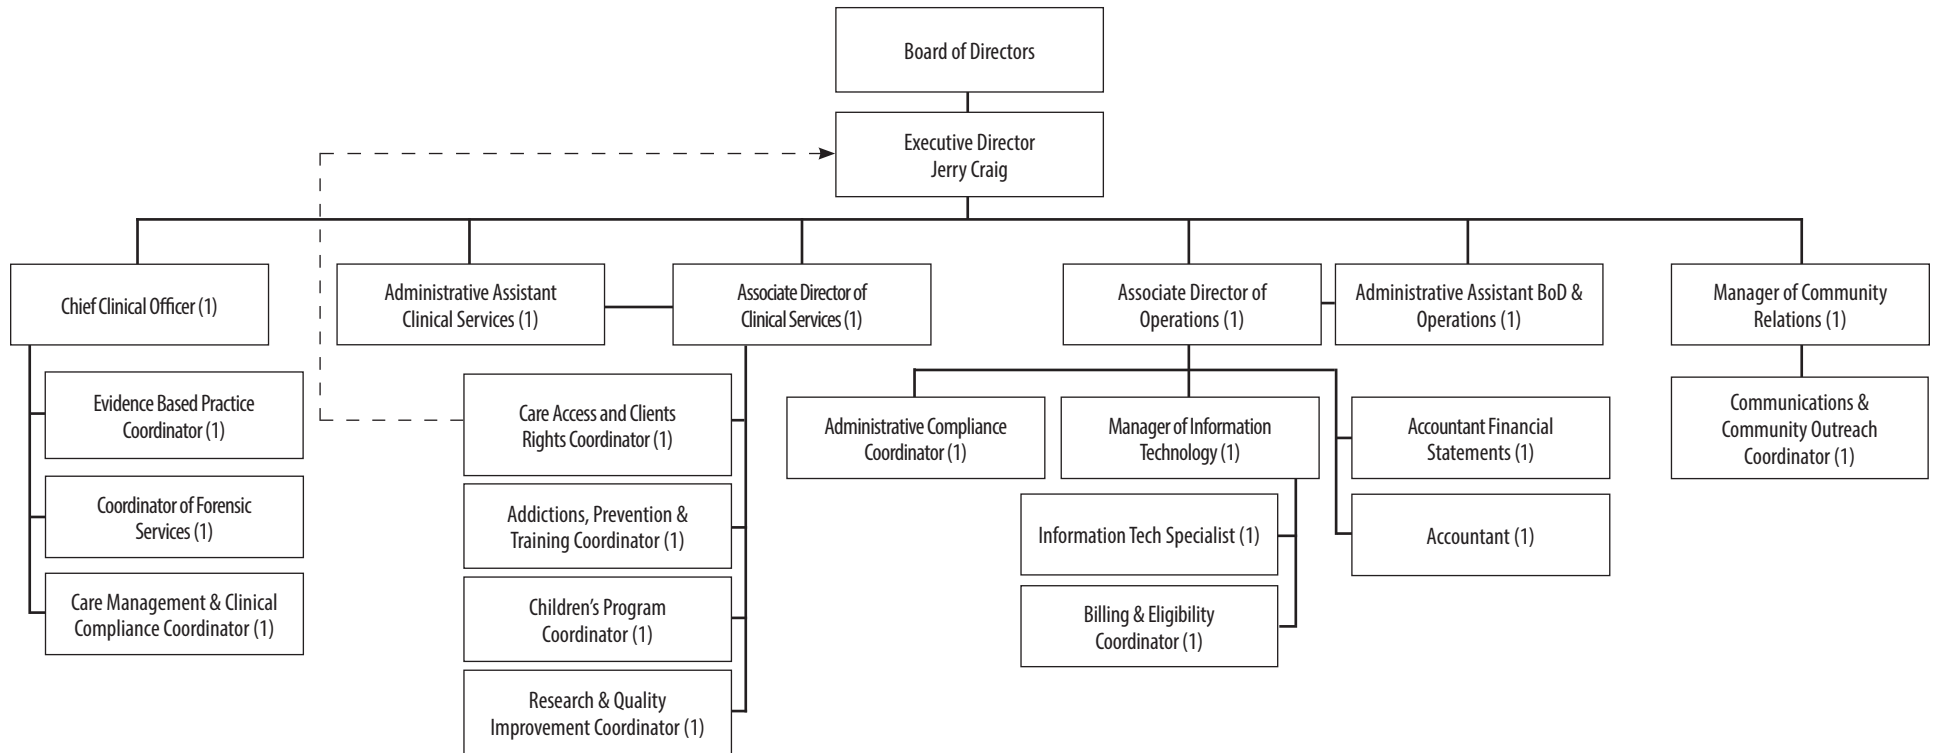 Board of Directors
Executive Director
Jerry Craig
Chief Clinical Officer (1)
Administrative Assistant
Clinical Services (1)
Associate Director of
Clinical Services (1)
Associate Director of
Operations (1)
Administrative Assistant BoD &
Operations (1)
Manager of Community
Relations (1)
Evidence Based Practice
Coordinator (1)
Coordinator of Forensic
Services (1)
Care Management & Clinical
Compliance Coordinator (1)
Care Access and Clients
Rights Coordinator (1)
Addictions, Prevention &
Training Coordinator (1)
Children’s Program
Coordinator (1)
Research & Quality
Improvement Coordinator (1)
Administrative Compliance
Coordinator (1)
Manager of Information
Technology (1)
Information Tech Specialist (1)
Billing & Eligibility
Coordinator (1)
Accountant Financial
Statements (1)
Accountant (1)
Communications &
Community Outreach
Coordinator (1)